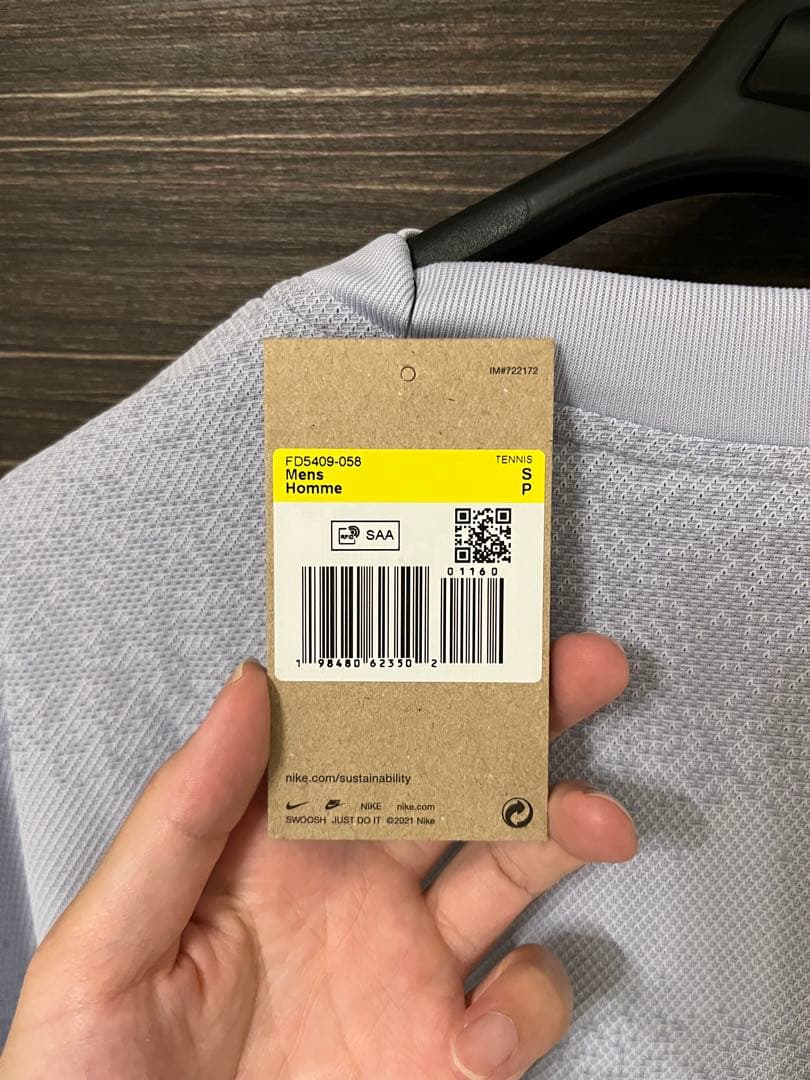 IM#722172
FD5409-058 TENNIS
Mens S
Homme P
RFID SAA
01160
1 98480 62350 2
nike.com/sustainability
NIKE nike.com
SWOOSH JUST DO IT ©2021 Nike